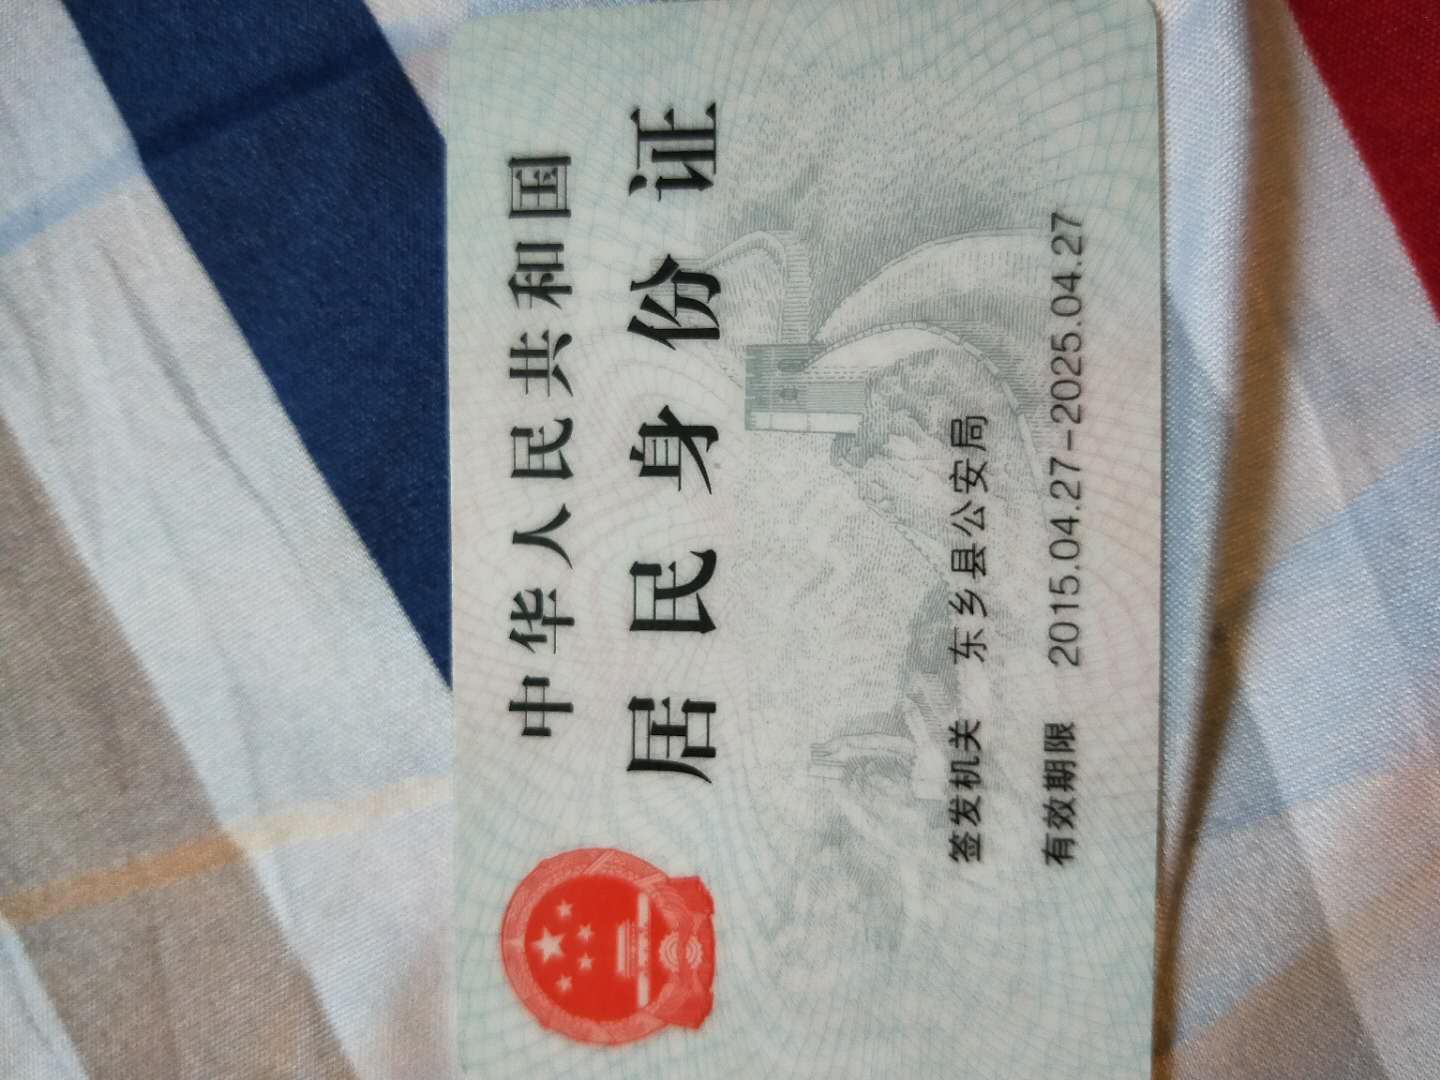 中华人民共和国
居民身份证
签发机关 东乡县公安局
有效期限 2015.04.27-2025.04.27